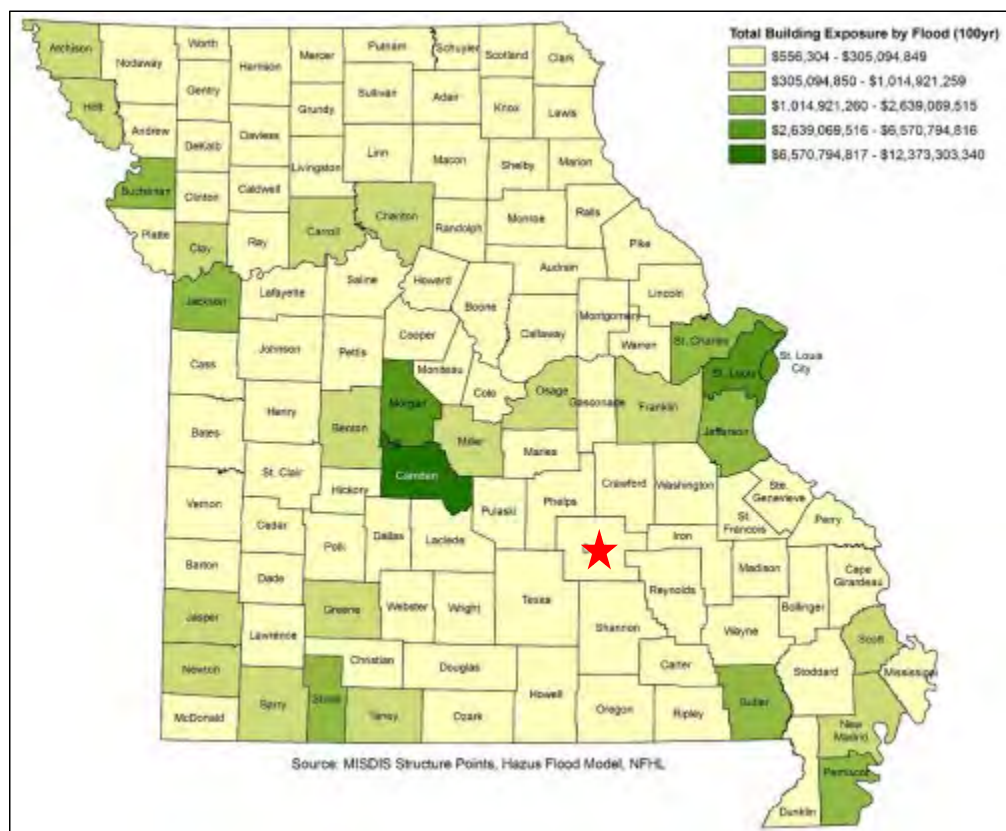 Total Building Exposure by Flood (100yr)
$556,304 - $305,094,849
$305,094,850 - $1,014,921,259
$1,014,921,260 - $2,639,069,515
$2,639,069,516 - $6,570,794,816
$6,570,794,817 - $12,373,303,340
Atchison
Nodaway
Worth
Harrison
Mercer
Putnam
Schuyler
Scotland
Clark
Holt
Gentry
Sullivan
Adair
Knox
Lewis
Grundy
Andrew
DeKalb
Daviess
Livingston
Linn
Macon
Shelby
Marion
Buchanan
Clinton
Caldwell
Carroll
Chariton
Randolph
Monroe
Ralls
Pike
Platte
Clay
Ray
Saline
Howard
Audrain
Lincoln
Jackson
Lafayette
Boone
Callaway
Montgomery
Warren
St. Charles
St. Louis
St. Louis
City
Cass
Johnson
Pettis
Cooper
Moniteau
Cole
Osage
Gasconade
Franklin
Jefferson
Bates
Henry
Benton
Morgan
Miller
Maries
Camden
St. Clair
Hickory
Vernon
Cedar
Polk
Dallas
Laclede
Pulaski
Phelps
Crawford
Washington
Ste.
Genevieve
St.
Francois
Perry
Iron
Madison
Cape
Girardeau
Barton
Dade
Jasper
Greene
Webster
Wright
Texas
Reynolds
Bollinger
Lawrence
Shannon
Wayne
Scott
Newton
Christian
Douglas
Carter
Stoddard
Mississippi
McDonald
Barry
Stone
Taney
Ozark
Howell
Oregon
Ripley
Butler
New
Madrid
Pemiscot
Dunklin
Source: MISDIS Structure Points, Hazus Flood Model, NFHL